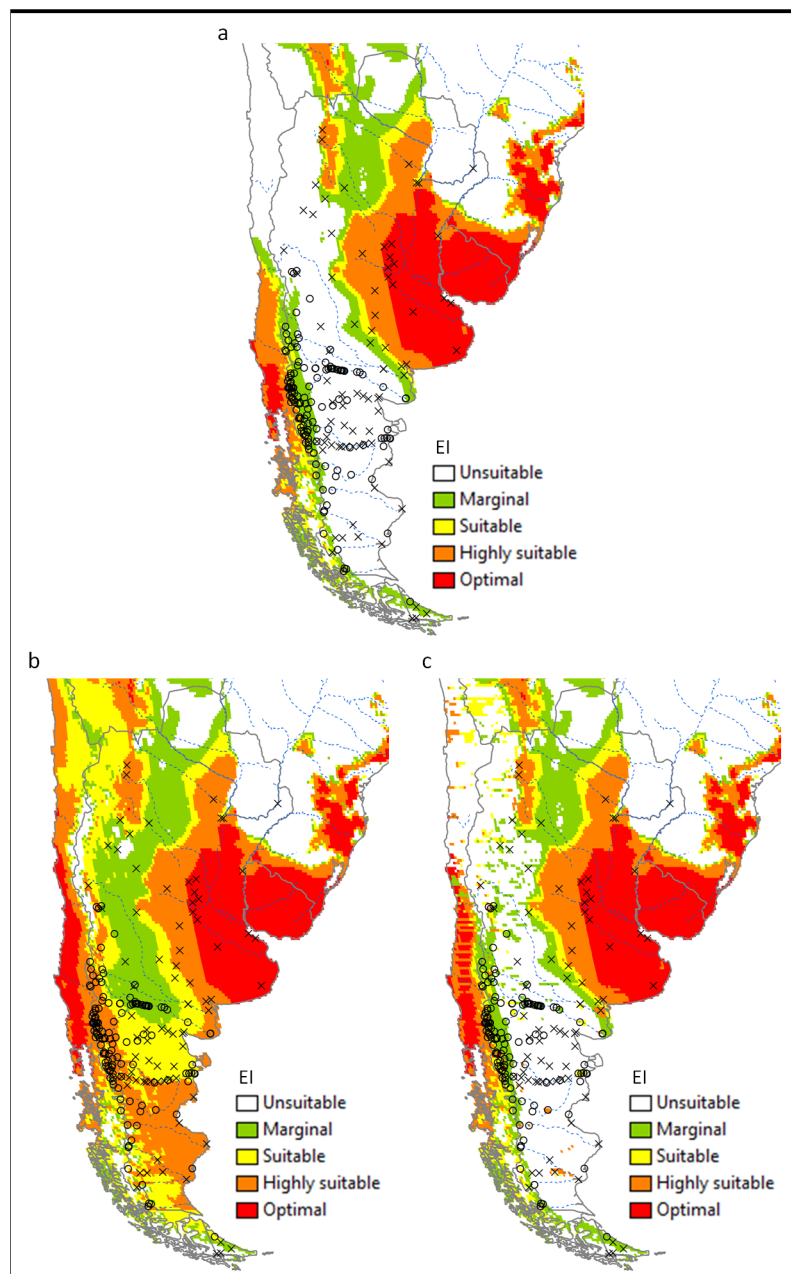 a
EI
Unsuitable
Marginal
Suitable
Highly suitable
Optimal
b
EI
Unsuitable
Marginal
Suitable
Highly suitable
Optimal
c
EI
Unsuitable
Marginal
Suitable
Highly suitable
Optimal